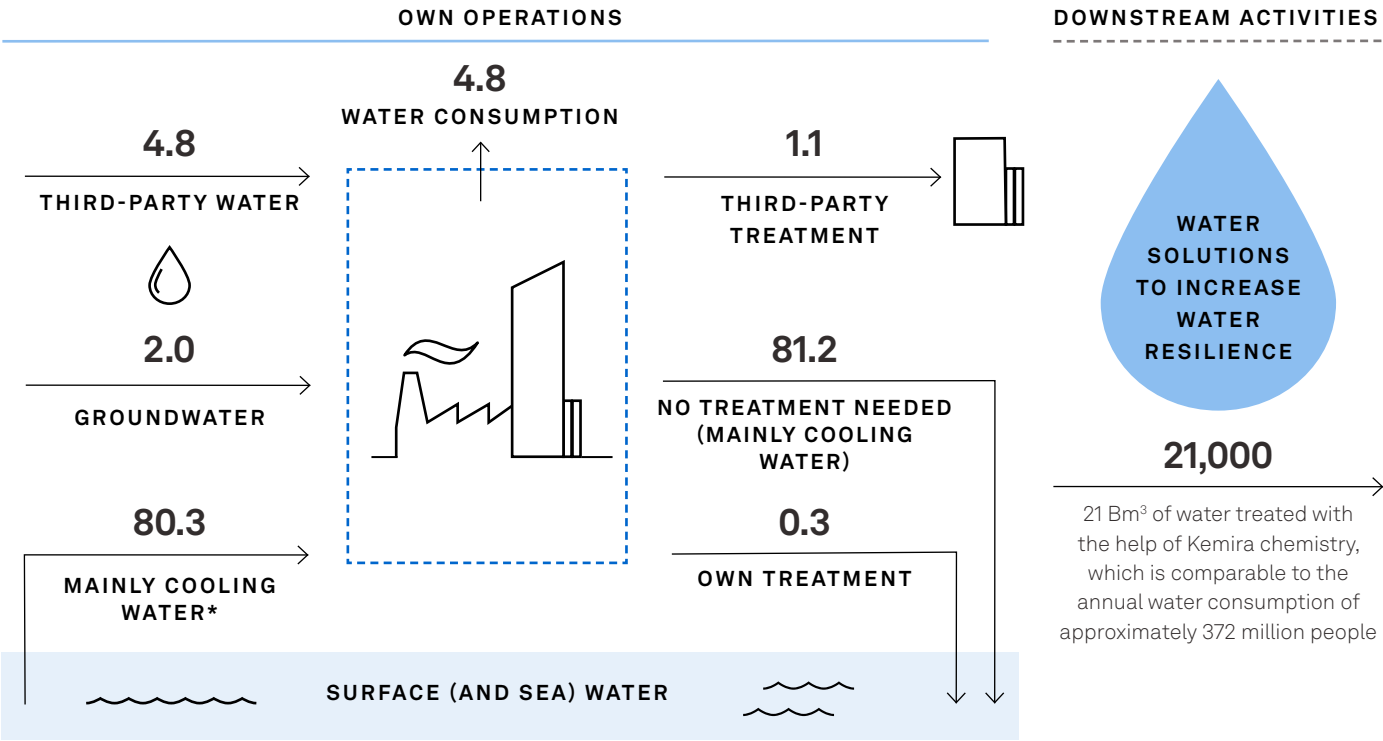 OWN OPERATIONS
DOWNSTREAM ACTIVITIES
4.8
WATER CONSUMPTION
4.8
THIRD-PARTY WATER
1.1
THIRD-PARTY
TREATMENT
2.0
GROUNDWATER
81.2
NO TREATMENT NEEDED
(MAINLY COOLING
WATER)
80.3
MAINLY COOLING
WATER*
0.3
OWN TREATMENT
SURFACE (AND SEA) WATER
WATER
SOLUTIONS
TO INCREASE
WATER
RESILIENCE
21,000
21 Bm³ of water treated with
the help of Kemira chemistry,
which is comparable to the
annual water consumption of
approximately 372 million people